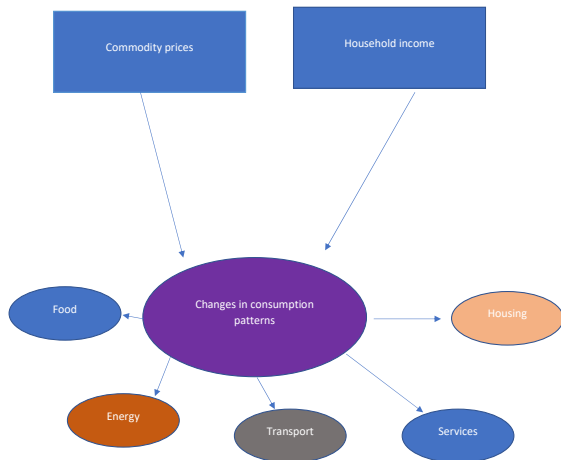 Commodity prices
Household income
Changes in consumption
patterns
Food
Housing
Energy
Transport
Services